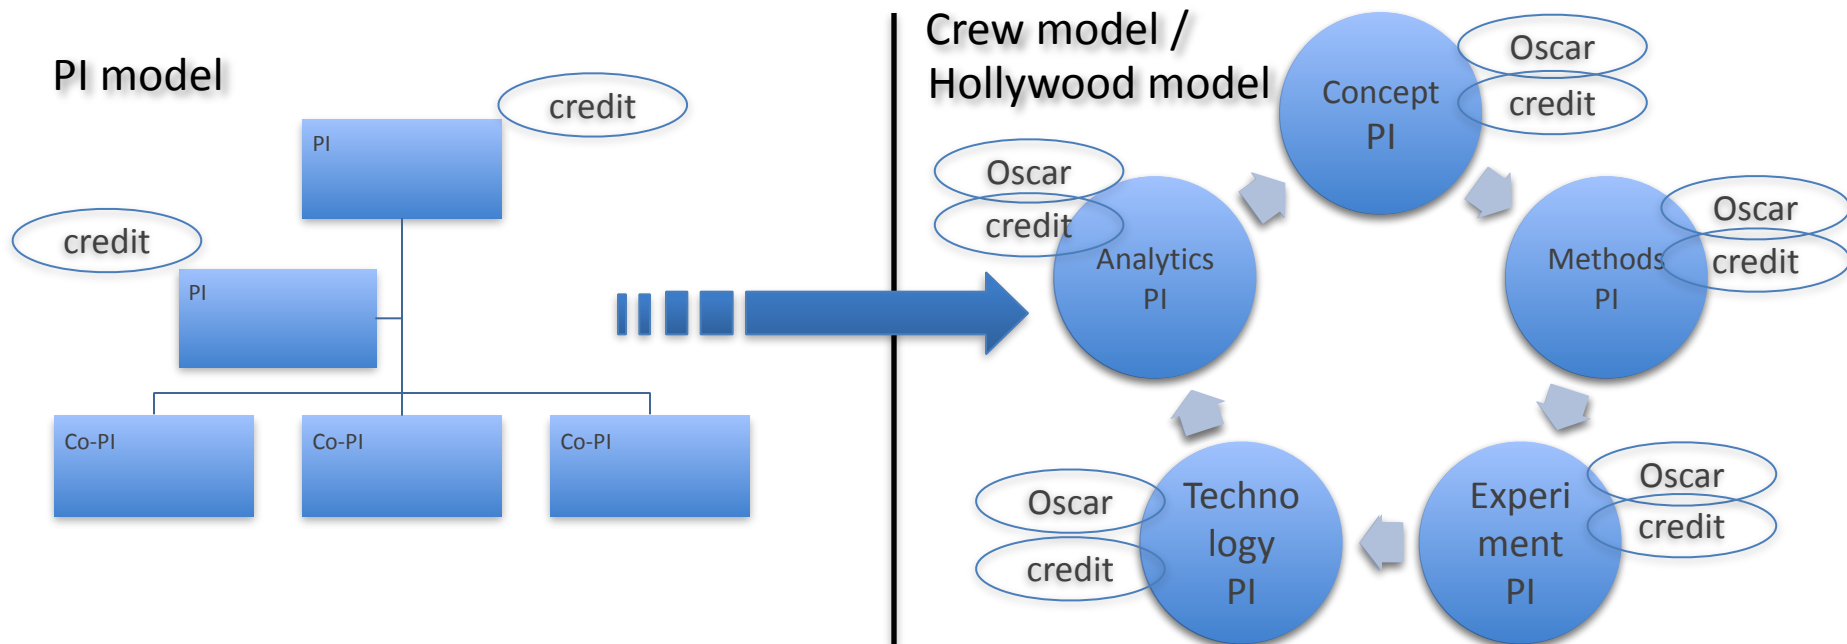 PI model
credit
PI
credit
PI
Co-PI
Co-PI
Co-PI
Crew model /
Hollywood model
Concept
PI
Oscar
credit
Methods
PI
Oscar
credit
Experi
ment
PI
Oscar
credit
Techno
logy
PI
Oscar
credit
Analytics
PI
Oscar
credit